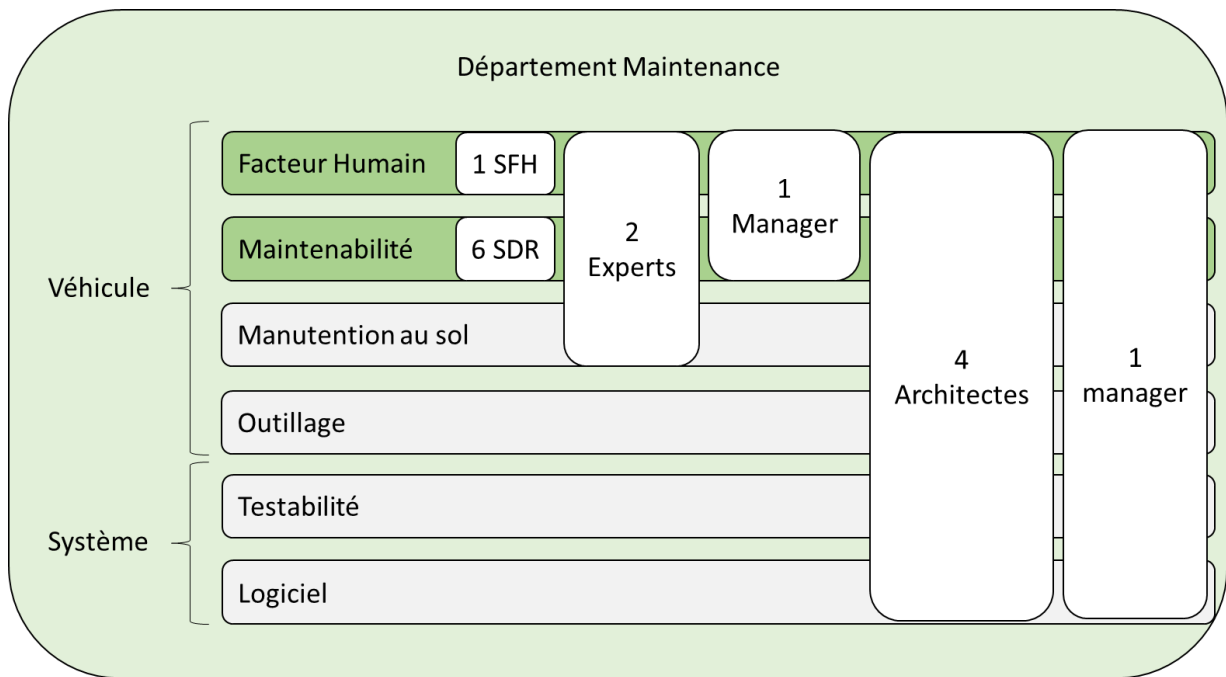 Département Maintenance
Véhicule
Facteur Humain
1 SFH
Maintenabilité
6 SDR
Manutention au sol
Outillage
2
Experts
1
Manager
4
Architectes
1
manager
Système
Testabilité
Logiciel